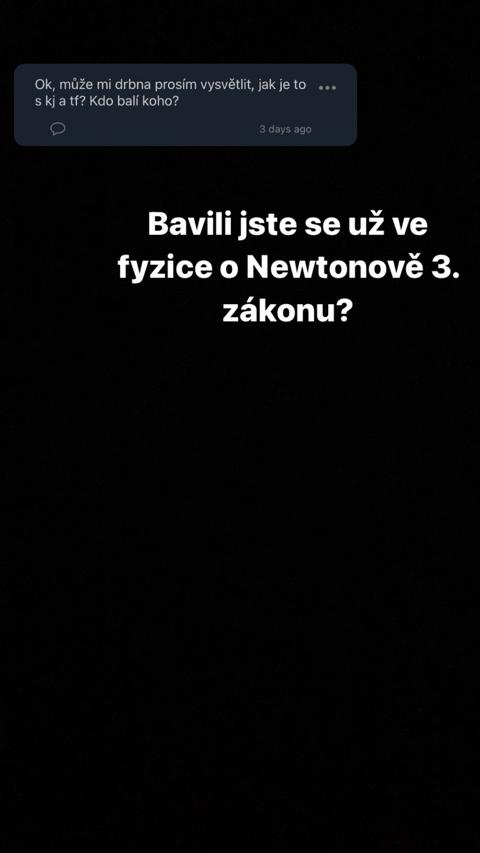 Ok, může mi drbna prosím vysvětlit, jak je to
s kj a tf? Kdo balí koho?
3 days ago
Bavili jste se už ve
fyzice o Newtonově 3.
zákonu?